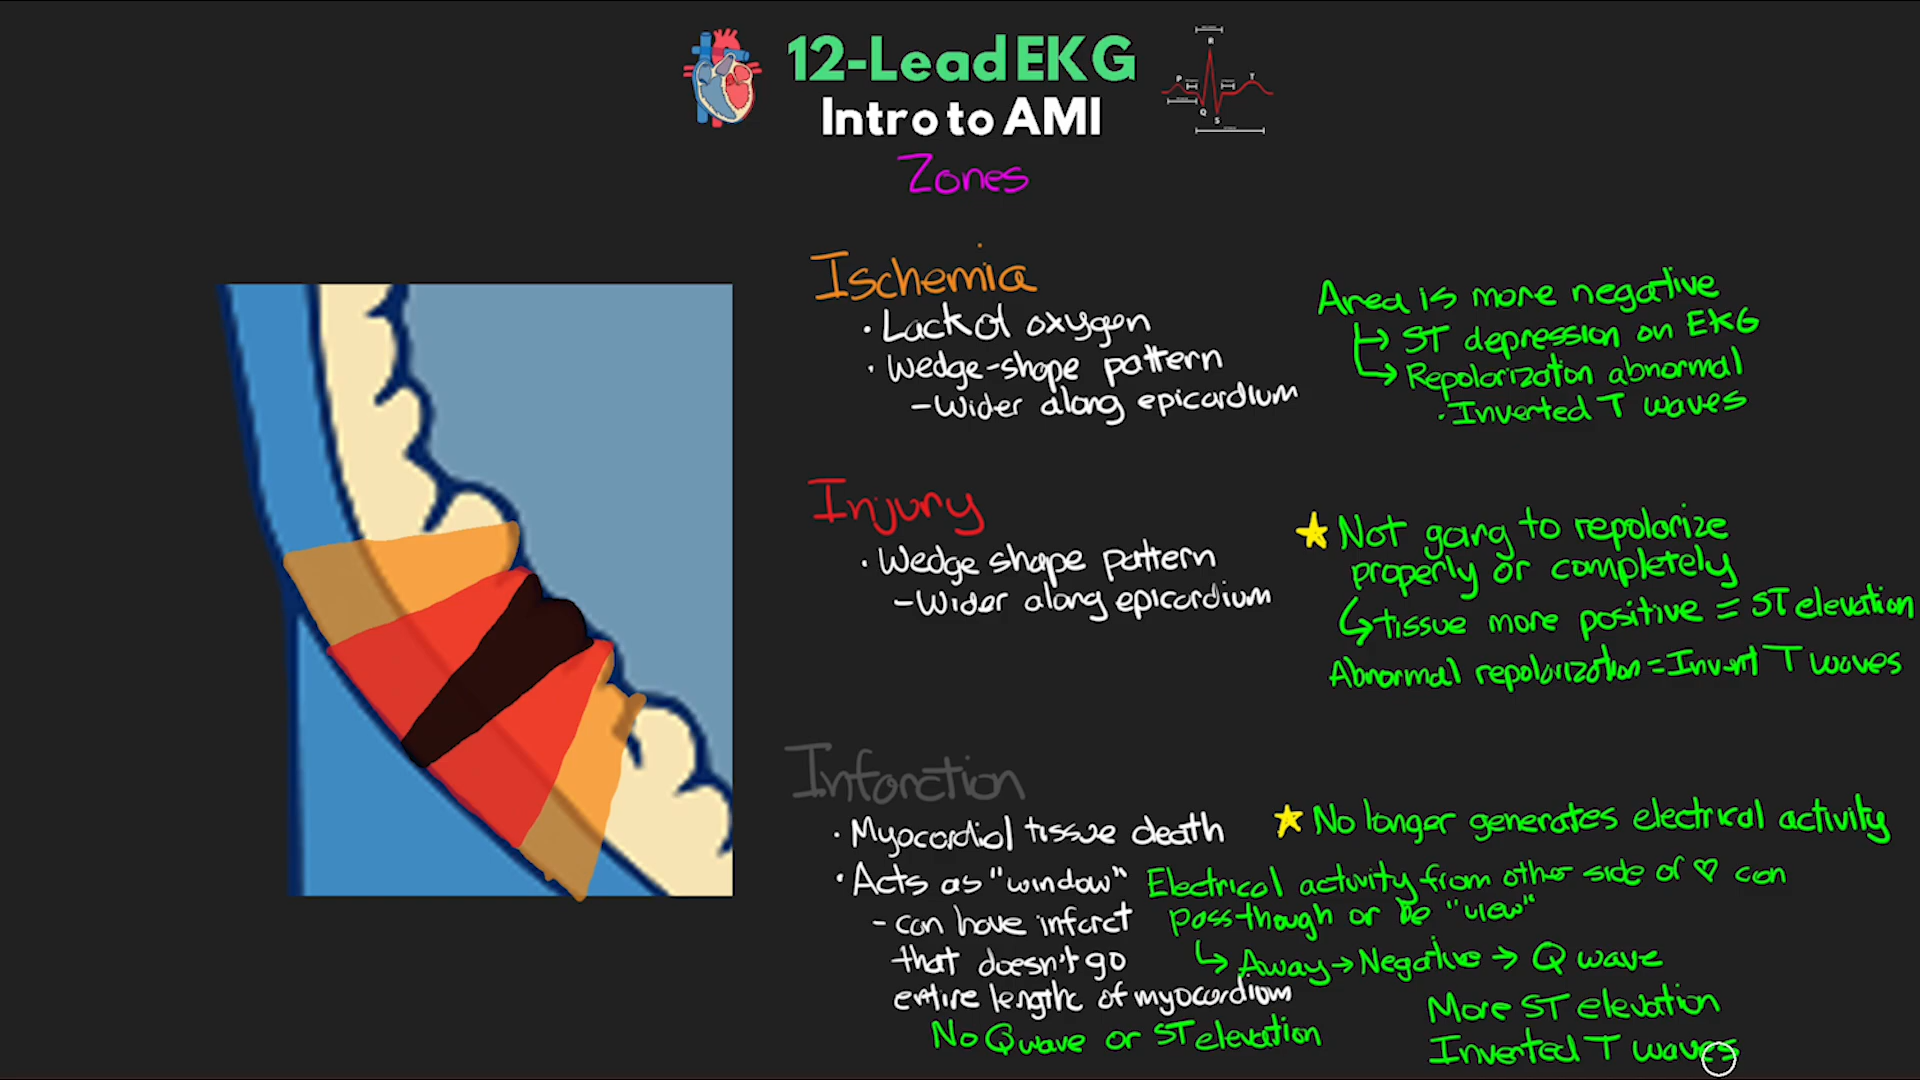 12-Lead EKG
Intro to AMI
Zones
R
P
T
Q
S
Ischemia
· Lack of oxygen
· Wedge-shape pattern
- Wider along epicardium
Area is more negative
↳ ST depression on EKG
↳ Repolarization abnormal
· Inverted T waves
Injury
· Wedge shape pattern
- Wider along epicardium
★ Not going to repolarize
properly or completely
↳ tissue more positive = ST elevation
Abnormal repolarization = Invert T waves
Infarction
· Myocardial tissue death
· Acts as "window"
- can have infarct
that doesn't go
entire length of myocardium
No Q wave or ST elevation
★ No longer generates electrical activity
Electrical activity from other side of ♡ can
pass though or be "view"
↳ Away → Negative → Q wave
More ST elevation
Inverted T waves